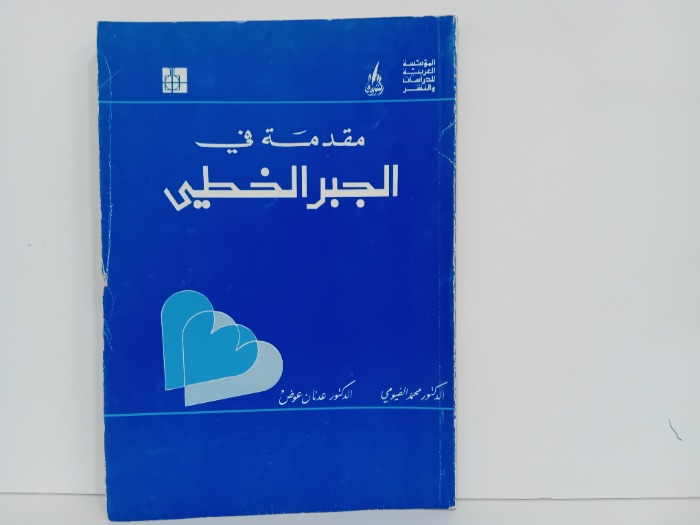 المؤسسة
العربية
للدراسات
والنشر
مقدمة في
الجبر الخطي
الدكتور محمد الفيومي الدكتور عدنان عوض